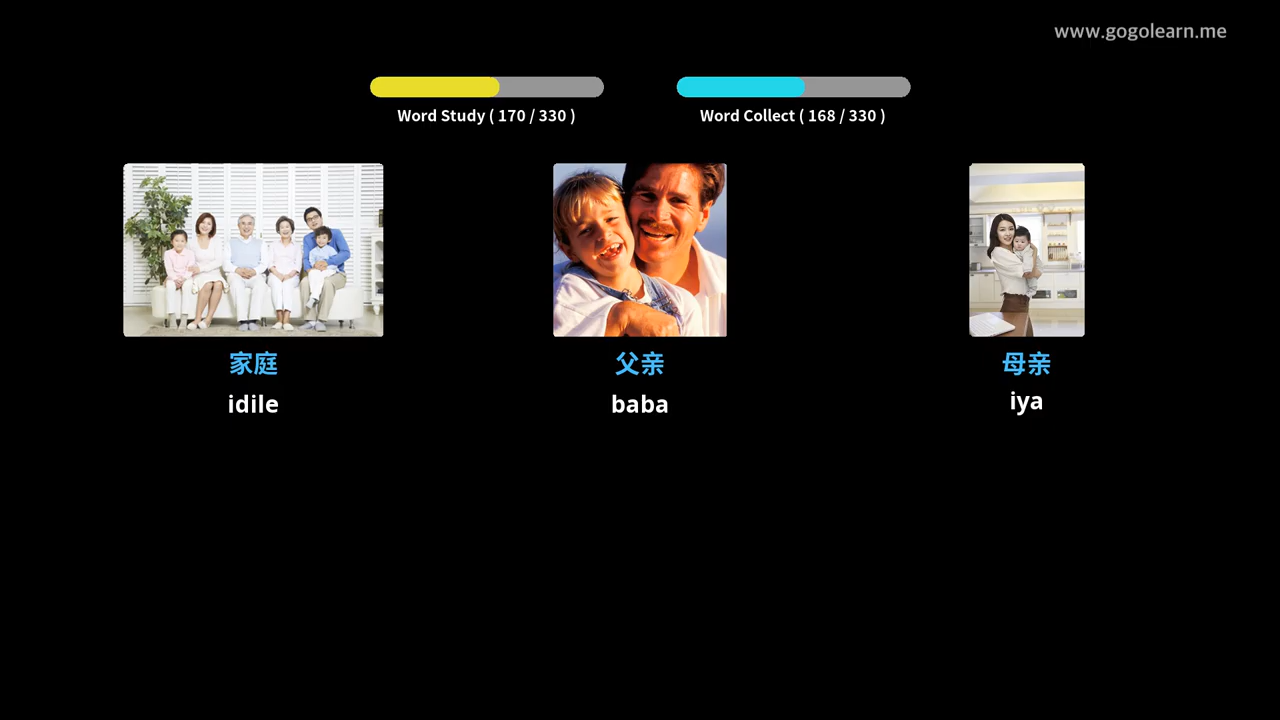 www.gogolearn.me
Word Study ( 170 / 330 )
Word Collect ( 168 / 330 )
家庭
父亲
母亲
idile
baba
iya